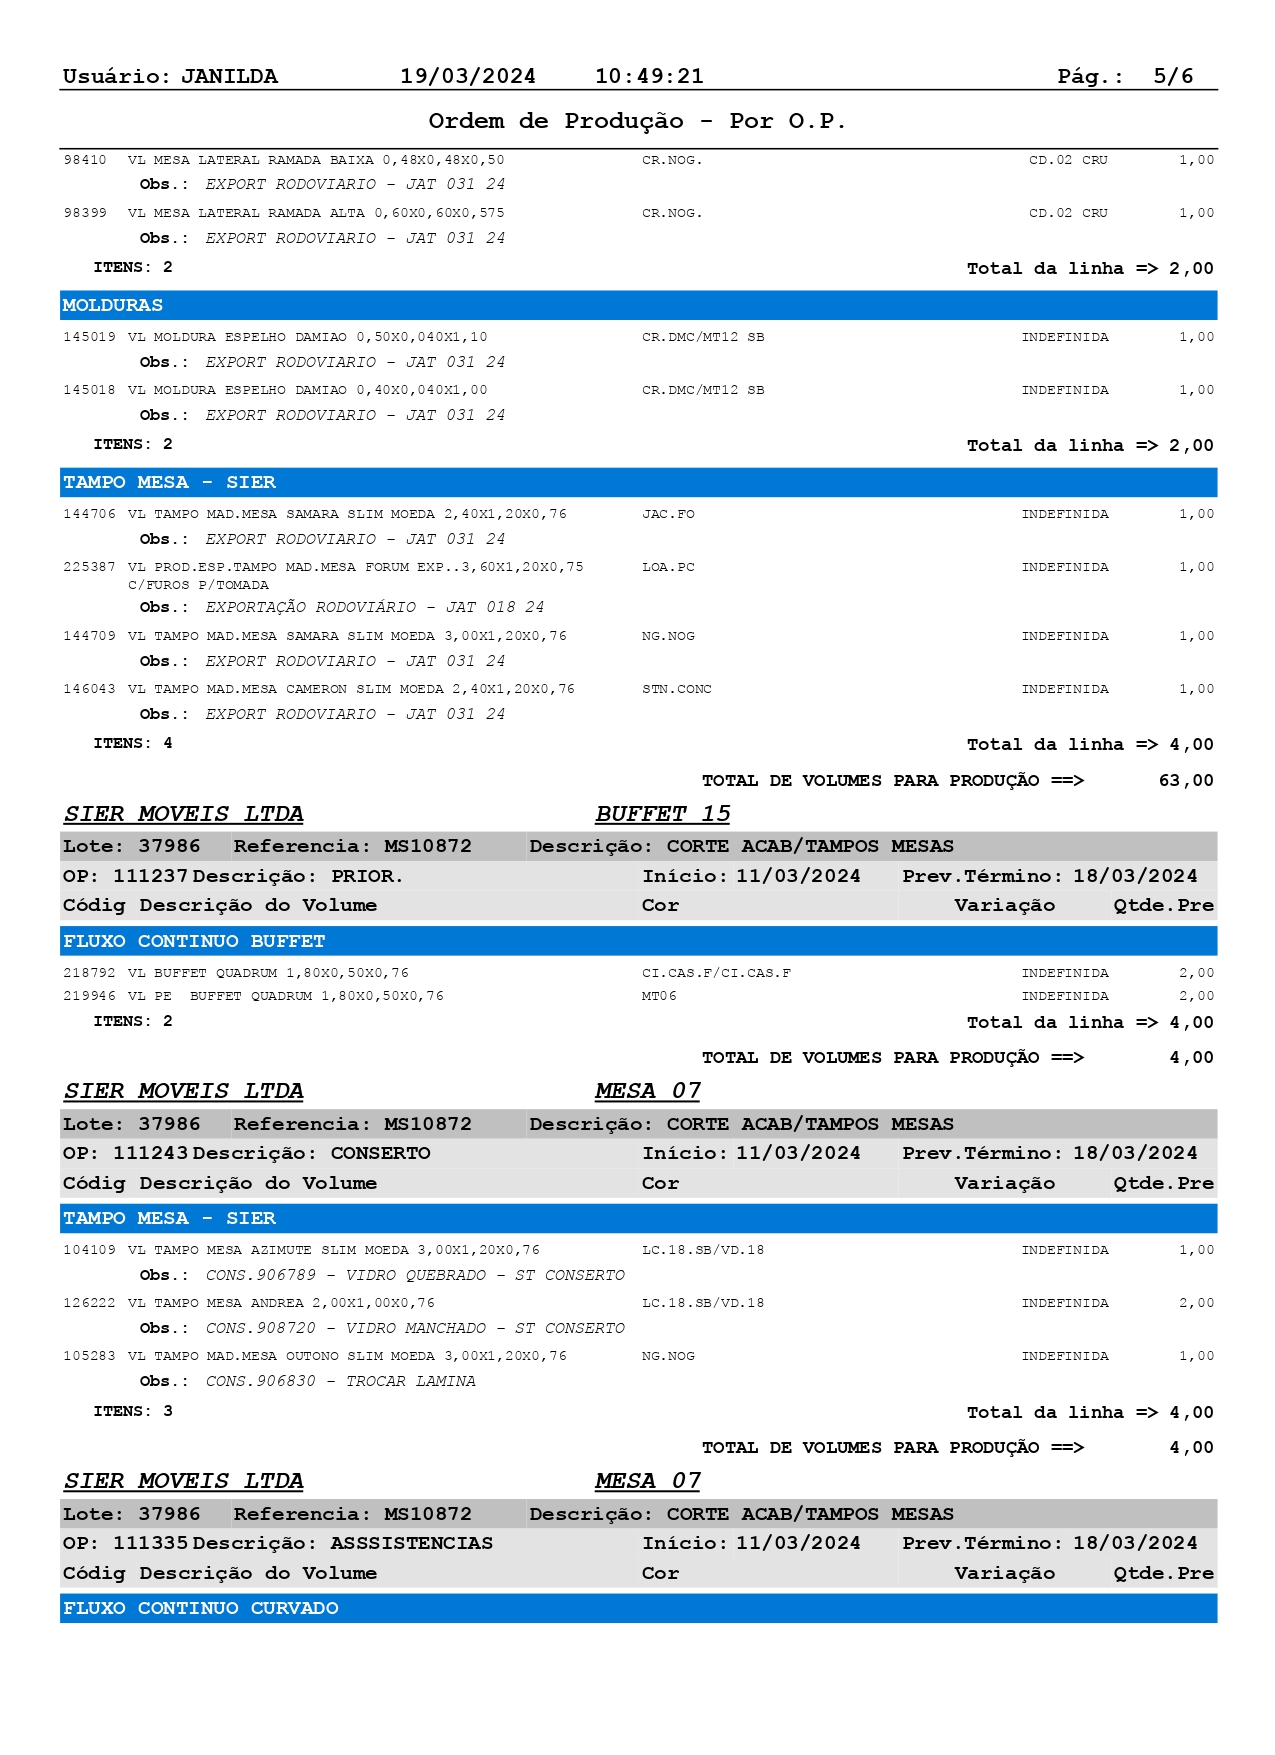 Usuário: JANILDA 19/03/2024 10:49:21 Pág.: 5/6
Ordem de Produção - Por O.P.
98410 VL MESA LATERAL RAMADA BAIXA 0,48X0,48X0,50 CR.NOG. CD.02 CRU 1,00
Obs.: EXPORT RODOVIARIO - JAT 031 24
98399 VL MESA LATERAL RAMADA ALTA 0,60X0,60X0,575 CR.NOG. CD.02 CRU 1,00
Obs.: EXPORT RODOVIARIO - JAT 031 24
ITENS: 2 Total da linha => 2,00
MOLDURAS
145019 VL MOLDURA ESPELHO DAMIAO 0,50X0,040X1,10 CR.DMC/MT12 SB INDEFINIDA 1,00
Obs.: EXPORT RODOVIARIO - JAT 031 24
145018 VL MOLDURA ESPELHO DAMIAO 0,40X0,040X1,00 CR.DMC/MT12 SB INDEFINIDA 1,00
Obs.: EXPORT RODOVIARIO - JAT 031 24
ITENS: 2 Total da linha => 2,00
TAMPO MESA - SIER
144706 VL TAMPO MAD.MESA SAMARA SLIM MOEDA 2,40X1,20X0,76 JAC.FO INDEFINIDA 1,00
Obs.: EXPORT RODOVIARIO - JAT 031 24
225387 VL PROD.ESP.TAMPO MAD.MESA FORUM EXP..3,60X1,20X0,75 LOA.PC INDEFINIDA 1,00
C/FUROS P/TOMADA
Obs.: EXPORTAÇÃO RODOVIÁRIO - JAT 018 24
144709 VL TAMPO MAD.MESA SAMARA SLIM MOEDA 3,00X1,20X0,76 NG.NOG INDEFINIDA 1,00
Obs.: EXPORT RODOVIARIO - JAT 031 24
146043 VL TAMPO MAD.MESA CAMERON SLIM MOEDA 2,40X1,20X0,76 STN.CONC INDEFINIDA 1,00
Obs.: EXPORT RODOVIARIO - JAT 031 24
ITENS: 4 Total da linha => 4,00
TOTAL DE VOLUMES PARA PRODUÇÃO ==> 63,00
SIER MOVEIS LTDA BUFFET 15
Lote: 37986 Referencia: MS10872 Descrição: CORTE ACAB/TAMPOS MESAS
OP: 111237 Descrição: PRIOR. Início: 11/03/2024 Prev.Término: 18/03/2024
Códig Descrição do Volume Cor Variação Qtde.Pre
FLUXO CONTINUO BUFFET
218792 VL BUFFET QUADRUM 1,80X0,50X0,76 CI.CAS.F/CI.CAS.F INDEFINIDA 2,00
219946 VL PE BUFFET QUADRUM 1,80X0,50X0,76 MT06 INDEFINIDA 2,00
ITENS: 2 Total da linha => 4,00
TOTAL DE VOLUMES PARA PRODUÇÃO ==> 4,00
SIER MOVEIS LTDA MESA 07
Lote: 37986 Referencia: MS10872 Descrição: CORTE ACAB/TAMPOS MESAS
OP: 111243 Descrição: CONSERTO Início: 11/03/2024 Prev.Término: 18/03/2024
Códig Descrição do Volume Cor Variação Qtde.Pre
TAMPO MESA - SIER
104109 VL TAMPO MESA AZIMUTE SLIM MOEDA 3,00X1,20X0,76 LC.18.SB/VD.18 INDEFINIDA 1,00
Obs.: CONS.906789 - VIDRO QUEBRADO - ST CONSERTO
126222 VL TAMPO MESA ANDREA 2,00X1,00X0,76 LC.18.SB/VD.18 INDEFINIDA 2,00
Obs.: CONS.908720 - VIDRO MANCHADO - ST CONSERTO
105283 VL TAMPO MAD.MESA OUTONO SLIM MOEDA 3,00X1,20X0,76 NG.NOG INDEFINIDA 1,00
Obs.: CONS.906830 - TROCAR LAMINA
ITENS: 3 Total da linha => 4,00
TOTAL DE VOLUMES PARA PRODUÇÃO ==> 4,00
SIER MOVEIS LTDA MESA 07
Lote: 37986 Referencia: MS10872 Descrição: CORTE ACAB/TAMPOS MESAS
OP: 111335 Descrição: ASSSISTENCIAS Início: 11/03/2024 Prev.Término: 18/03/2024
Códig Descrição do Volume Cor Variação Qtde.Pre
FLUXO CONTINUO CURVADO